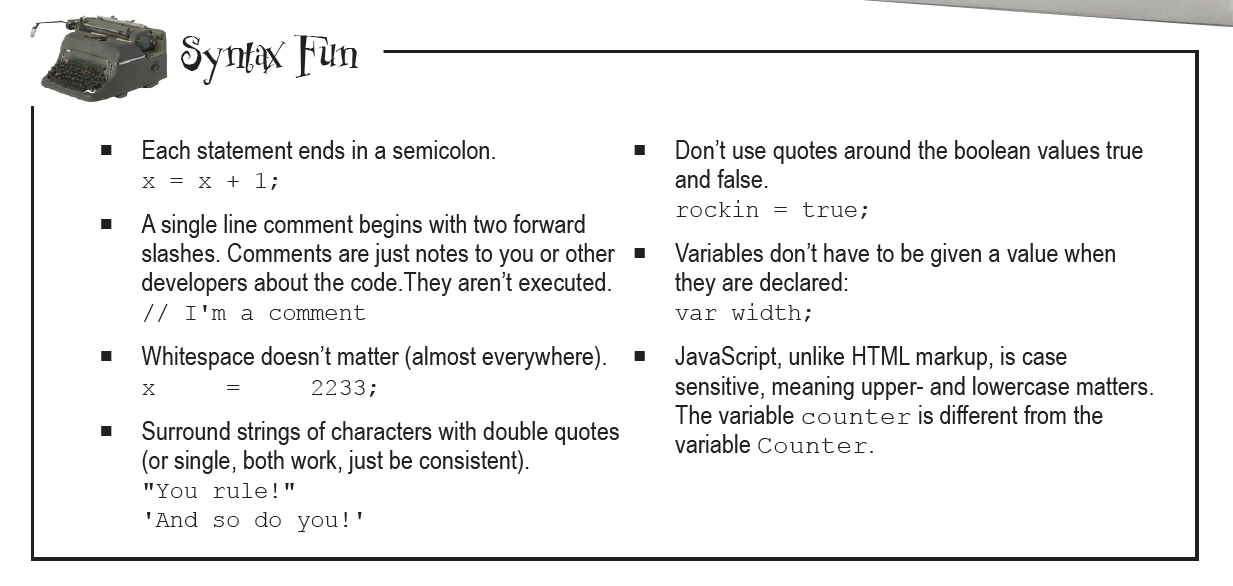 Syntax Fun
Each statement ends in a semicolon.
x = x + 1;
A single line comment begins with two forward
slashes. Comments are just notes to you or other
developers about the code.They aren’t executed.
// I'm a comment
Whitespace doesn’t matter (almost everywhere).
x     =     2233;
Surround strings of characters with double quotes
(or single, both work, just be consistent).
"You rule!"
'And so do you!'
Don’t use quotes around the boolean values true
and false.
rockin = true;
Variables don’t have to be given a value when
they are declared:
var width;
JavaScript, unlike HTML markup, is case
sensitive, meaning upper- and lowercase matters.
The variable counter is different from the
variable Counter.